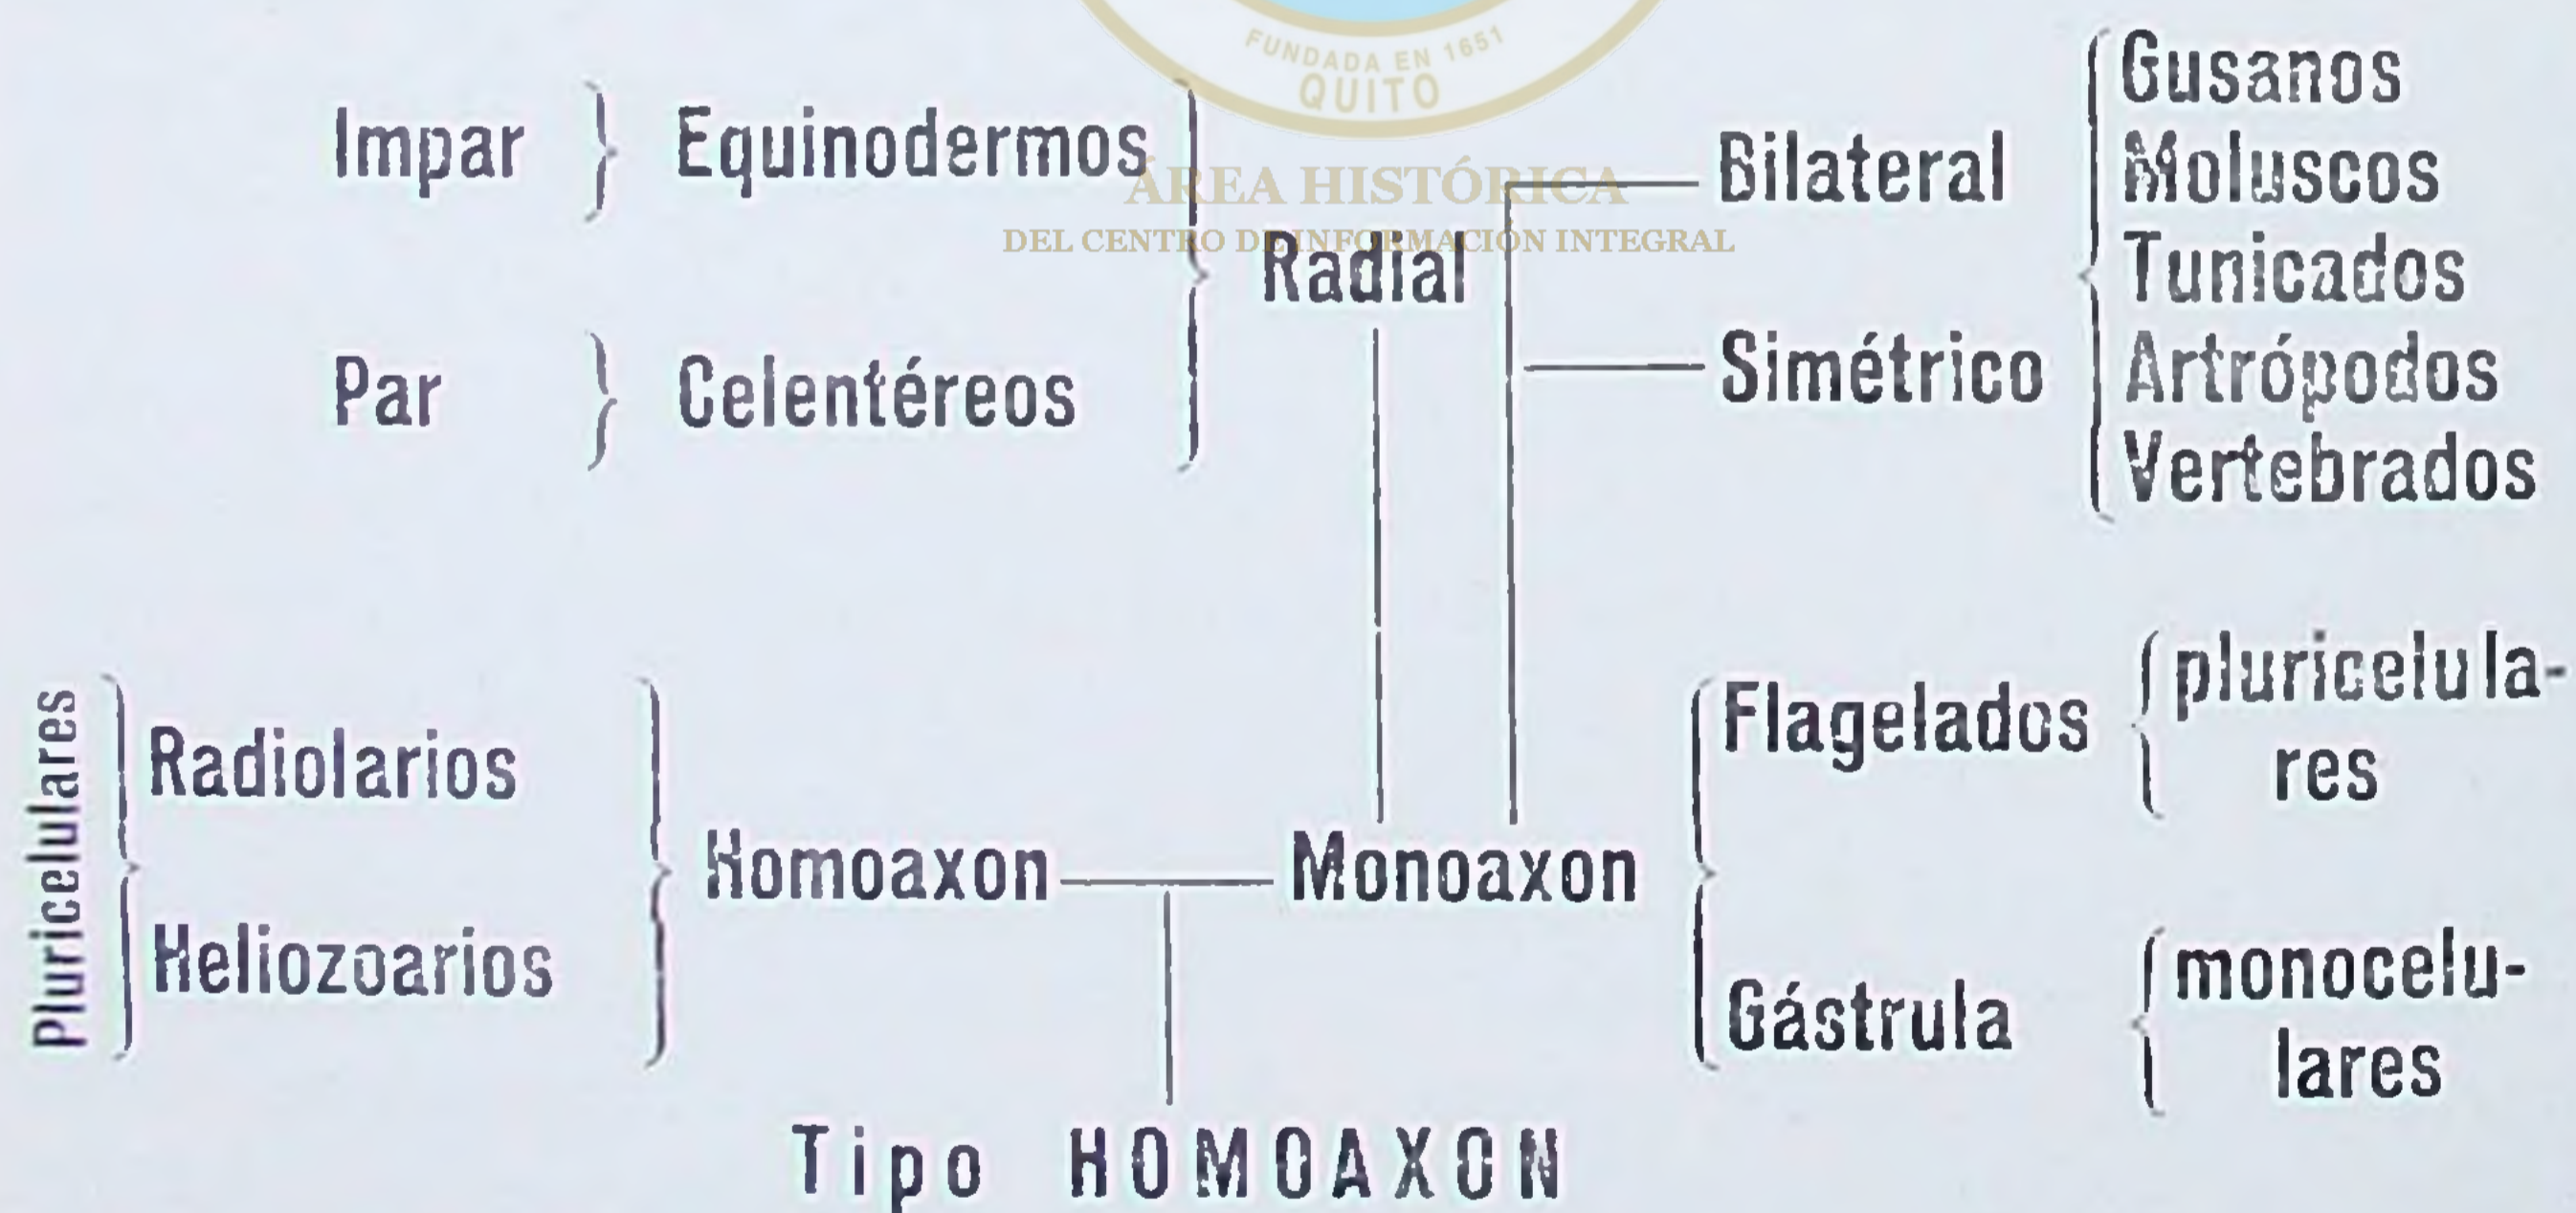 FUNDADA EN 1651
QUITO
ÁREA HISTÓRICA
DEL CENTRO DE INFORMACIÓN INTEGRAL
Impar
Equinodermos
Par
Celentéreos
Radial
Bilateral
Simétrico
Gusanos
Moluscos
Tunicados
Artrópodos
Vertebrados
Pluricelulares
Radiolarios
Heliozoarios
Homoaxon
Monoaxon
Flagelados
pluricelula-
res
Gástrula
monocelu-
lares
Tipo HOMOAXON